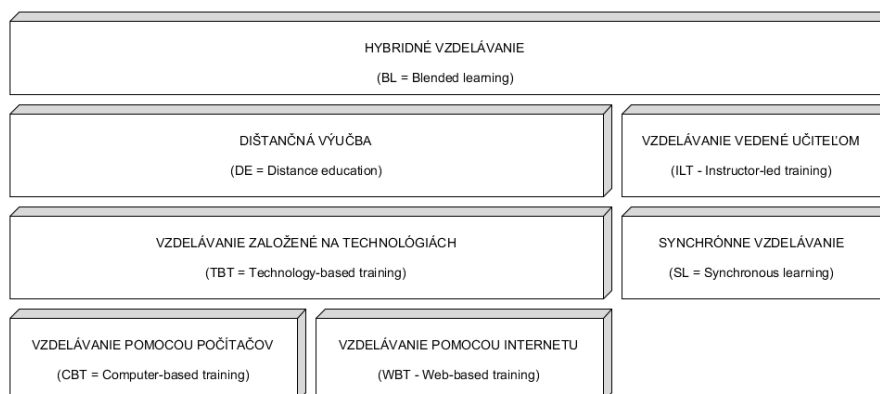 HYBRIDNÉ VZDELÁVANIE
(BL = Blended learning)
DIŠTANČNÁ VÝUČBA
(DE = Distance education)
VZDELÁVANIE VEDENÉ UČITEĽOM
(ILT - Instructor-led training)
VZDELÁVANIE ZALOŽENÉ NA TECHNOLÓGIÁCH
(TBT = Technology-based training)
SYNCHRÓNNE VZDELÁVANIE
(SL = Synchronous learning)
VZDELÁVANIE POMOCOU POČÍTAČOV
(CBT = Computer-based training)
VZDELÁVANIE POMOCOU INTERNETU
(WBT - Web-based training)